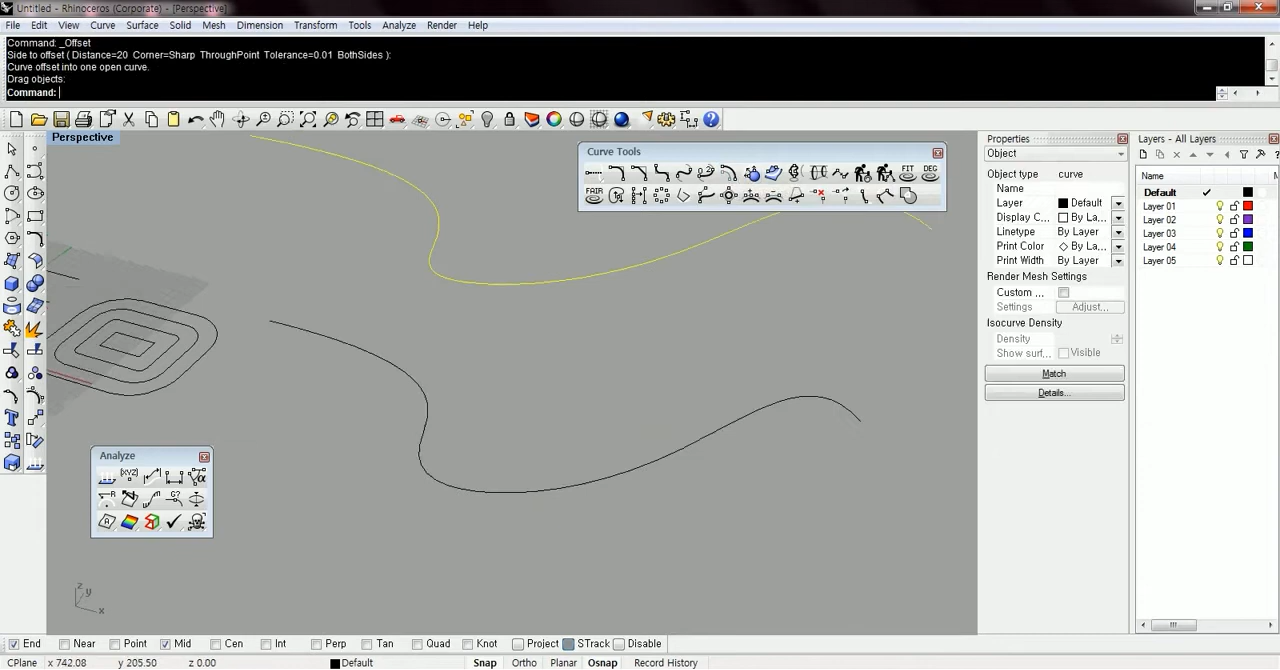 Untitled - Rhinoceros (Corporate) - [Perspective]
File Edit View Curve Surface Solid Mesh Dimension Transform Tools Analyze Render Help
Command: _Offset
Side to offset ( Distance=20 Corner=Sharp ThroughPoint Tolerance=0.01 BothSides ):
Curve offset into one open curve.
Drag objects:
Command:
Perspective
Curve Tools
FIT DEG
FAIR
Properties
Object
Object type curve
Name
Layer Default
Display C... By La...
Linetype By Layer
Print Color By La...
Print Width By Layer
Render Mesh Settings
Custom ...
Settings Adjust...
Isocurve Density
Density
Show surf... Visible
Match
Details...
Layers - All Layers
Name
Default
Layer 01
Layer 02
Layer 03
Layer 04
Layer 05
Analyze
z y x
End Near Point Mid Cen Int Perp Tan Quad Knot Project STrack Disable
CPlane x 742.08 y 205.50 z 0.00 Default Snap Ortho Planar Osnap Record History